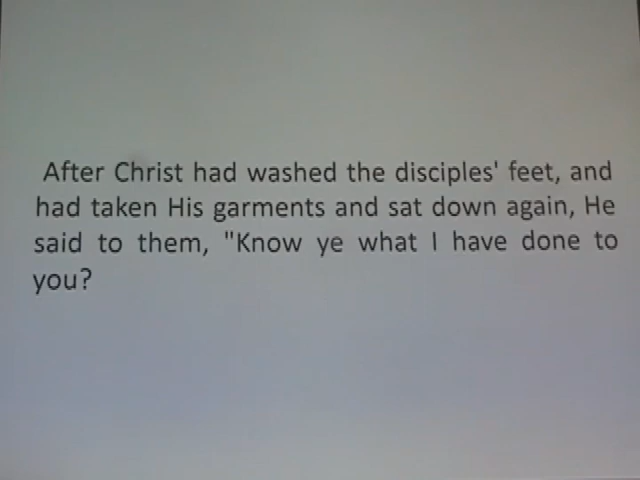 After Christ had washed the disciples' feet, and
had taken His garments and sat down again, He
said to them, "Know ye what I have done to
you?